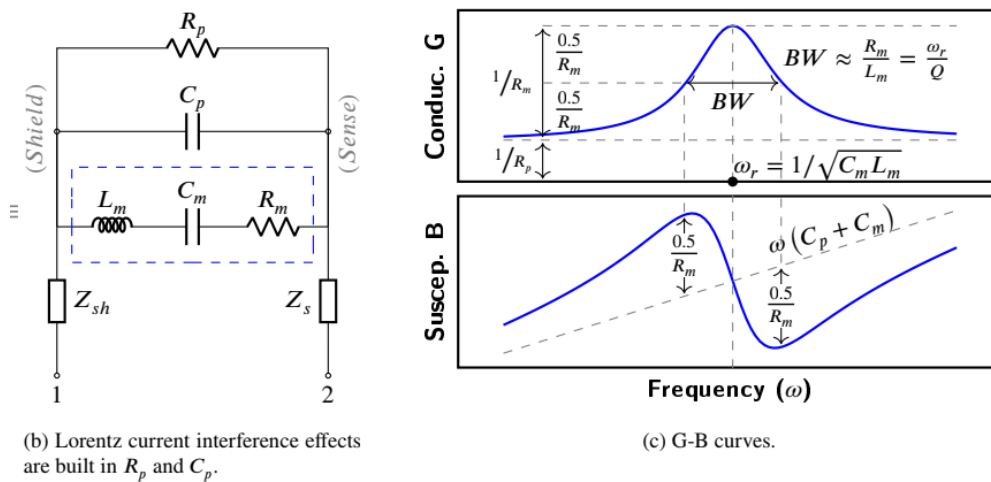 R_p
C_p
(Shield)
(Sense)
L_m
C_m
R_m
Z_sh
Z_s
1
2
(b) Lorentz current interference effects
are built in R_p and C_p.
Conduc. G
1/R_m
0.5/R_m
0.5/R_m
1/R_p
BW
BW ≈ R_m/L_m = ω_r/Q
ω_r = 1/√(C_m L_m)
Suscep. B
0.5/R_m
0.5/R_m
ω(C_p + C_m)
Frequency (ω)
(c) G-B curves.